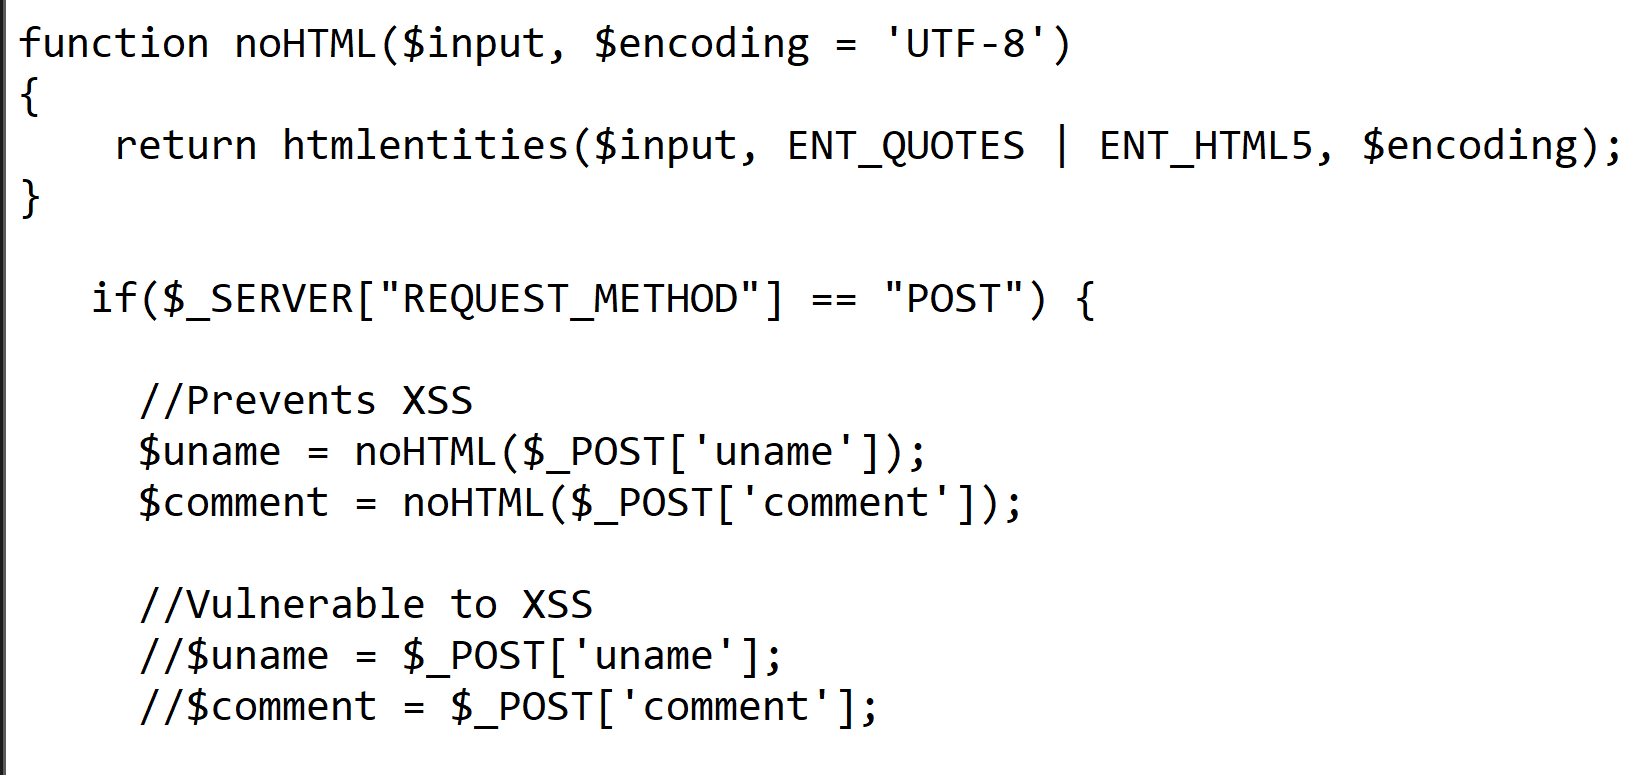 function noHTML($input, $encoding = 'UTF-8')
{
    return htmlentities($input, ENT_QUOTES | ENT_HTML5, $encoding);
}

   if($_SERVER["REQUEST_METHOD"] == "POST") {

     //Prevents XSS
     $uname = noHTML($_POST['uname']);
     $comment = noHTML($_POST['comment']);

     //Vulnerable to XSS
     //$uname = $_POST['uname'];
     //$comment = $_POST['comment'];